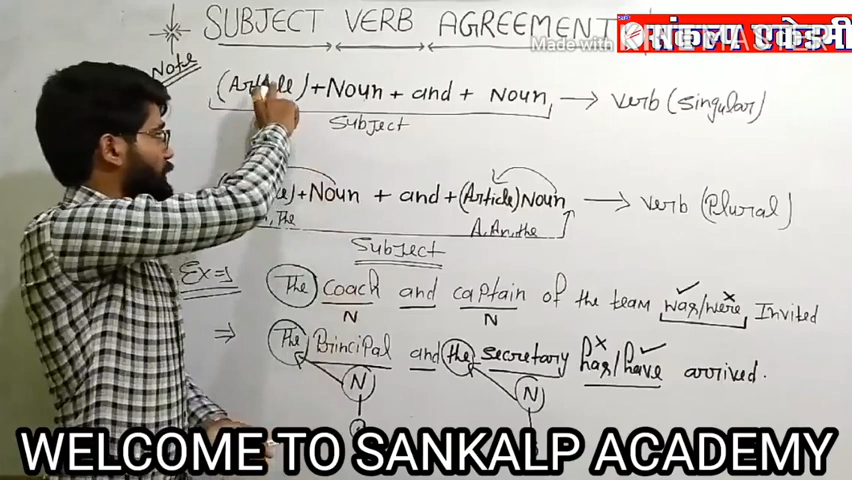 SUBJECT VERB AGREEMENT
Made with KINEMASTER
संकल्प एकेडमी
Note
(Article) + Noun + and + Noun → verb (singular)
Subject
+ Noun + and + (Article) Noun → verb (Plural)
The A, An, the
Subject
Ex=1 The coach and captain of the team was/were Invited
N N
⇒ The Principal and the secretary has/have arrived.
N N
WELCOME TO SANKALP ACADEMY